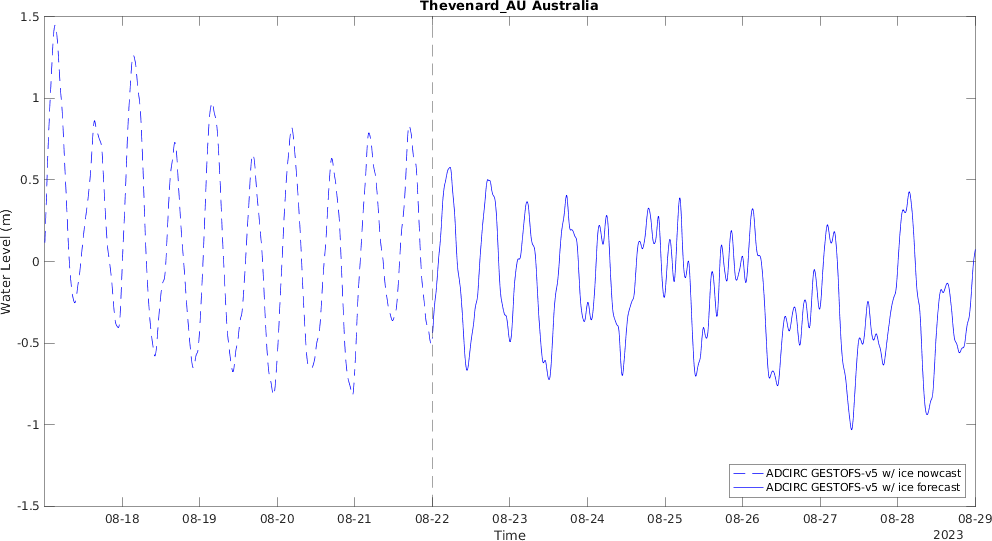 Thevenard_AU Australia
Water Level (m)
1.5
1
0.5
0
-0.5
-1
-1.5
ADCIRC GESTOFS-v5 w/ ice nowcast
ADCIRC GESTOFS-v5 w/ ice forecast
08-18 08-19 08-20 08-21 08-22 08-23 08-24 08-25 08-26 08-27 08-28 08-29
Time
2023